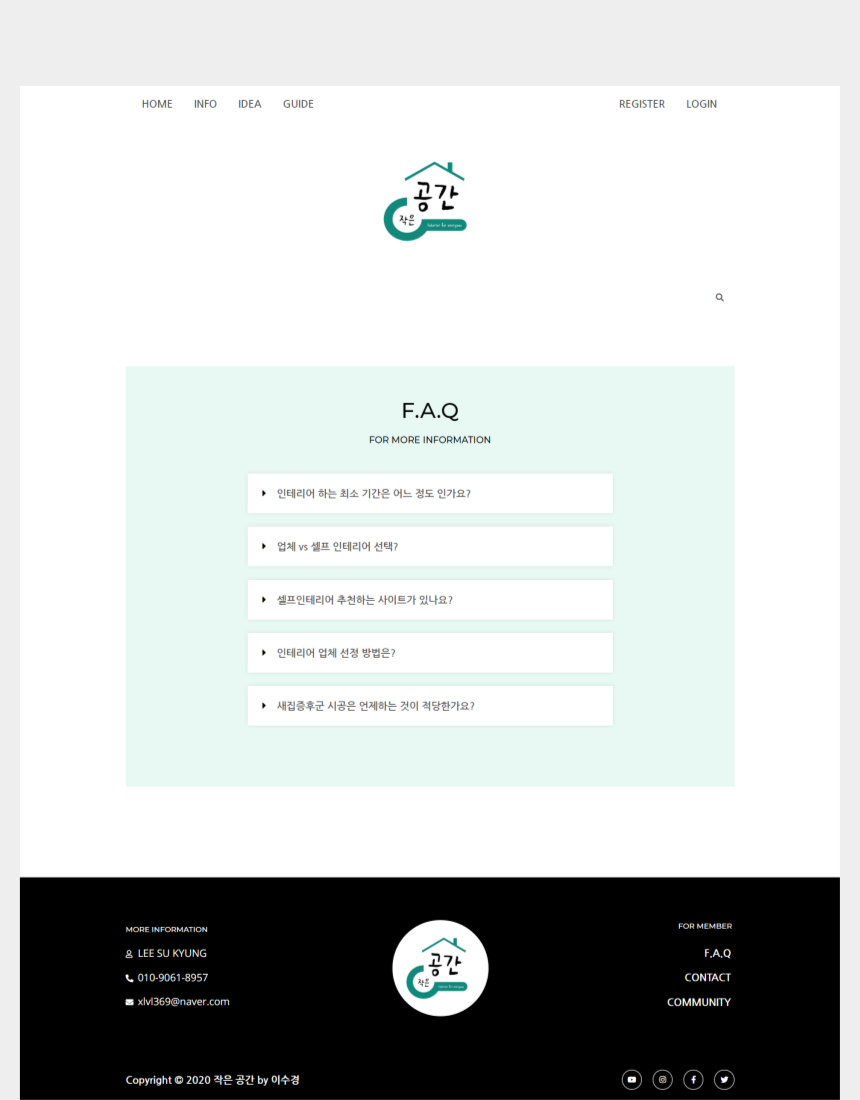 HOME INFO IDEA GUIDE REGISTER LOGIN
공간
작은
Interior for everyone
F.A.Q
FOR MORE INFORMATION
인테리어 하는 최소 기간은 어느 정도 인가요?
업체 vs 셀프 인테리어 선택?
셀프인테리어 추천하는 사이트가 있나요?
인테리어 업체 선정 방법은?
새집증후군 시공은 언제하는 것이 적당한가요?
MORE INFORMATION
LEE SU KYUNG
010-9061-8957
xlvl369@naver.com
공간
작은
FOR MEMBER
F.A.Q
CONTACT
COMMUNITY
Copyright © 2020 작은 공간 by 이수경